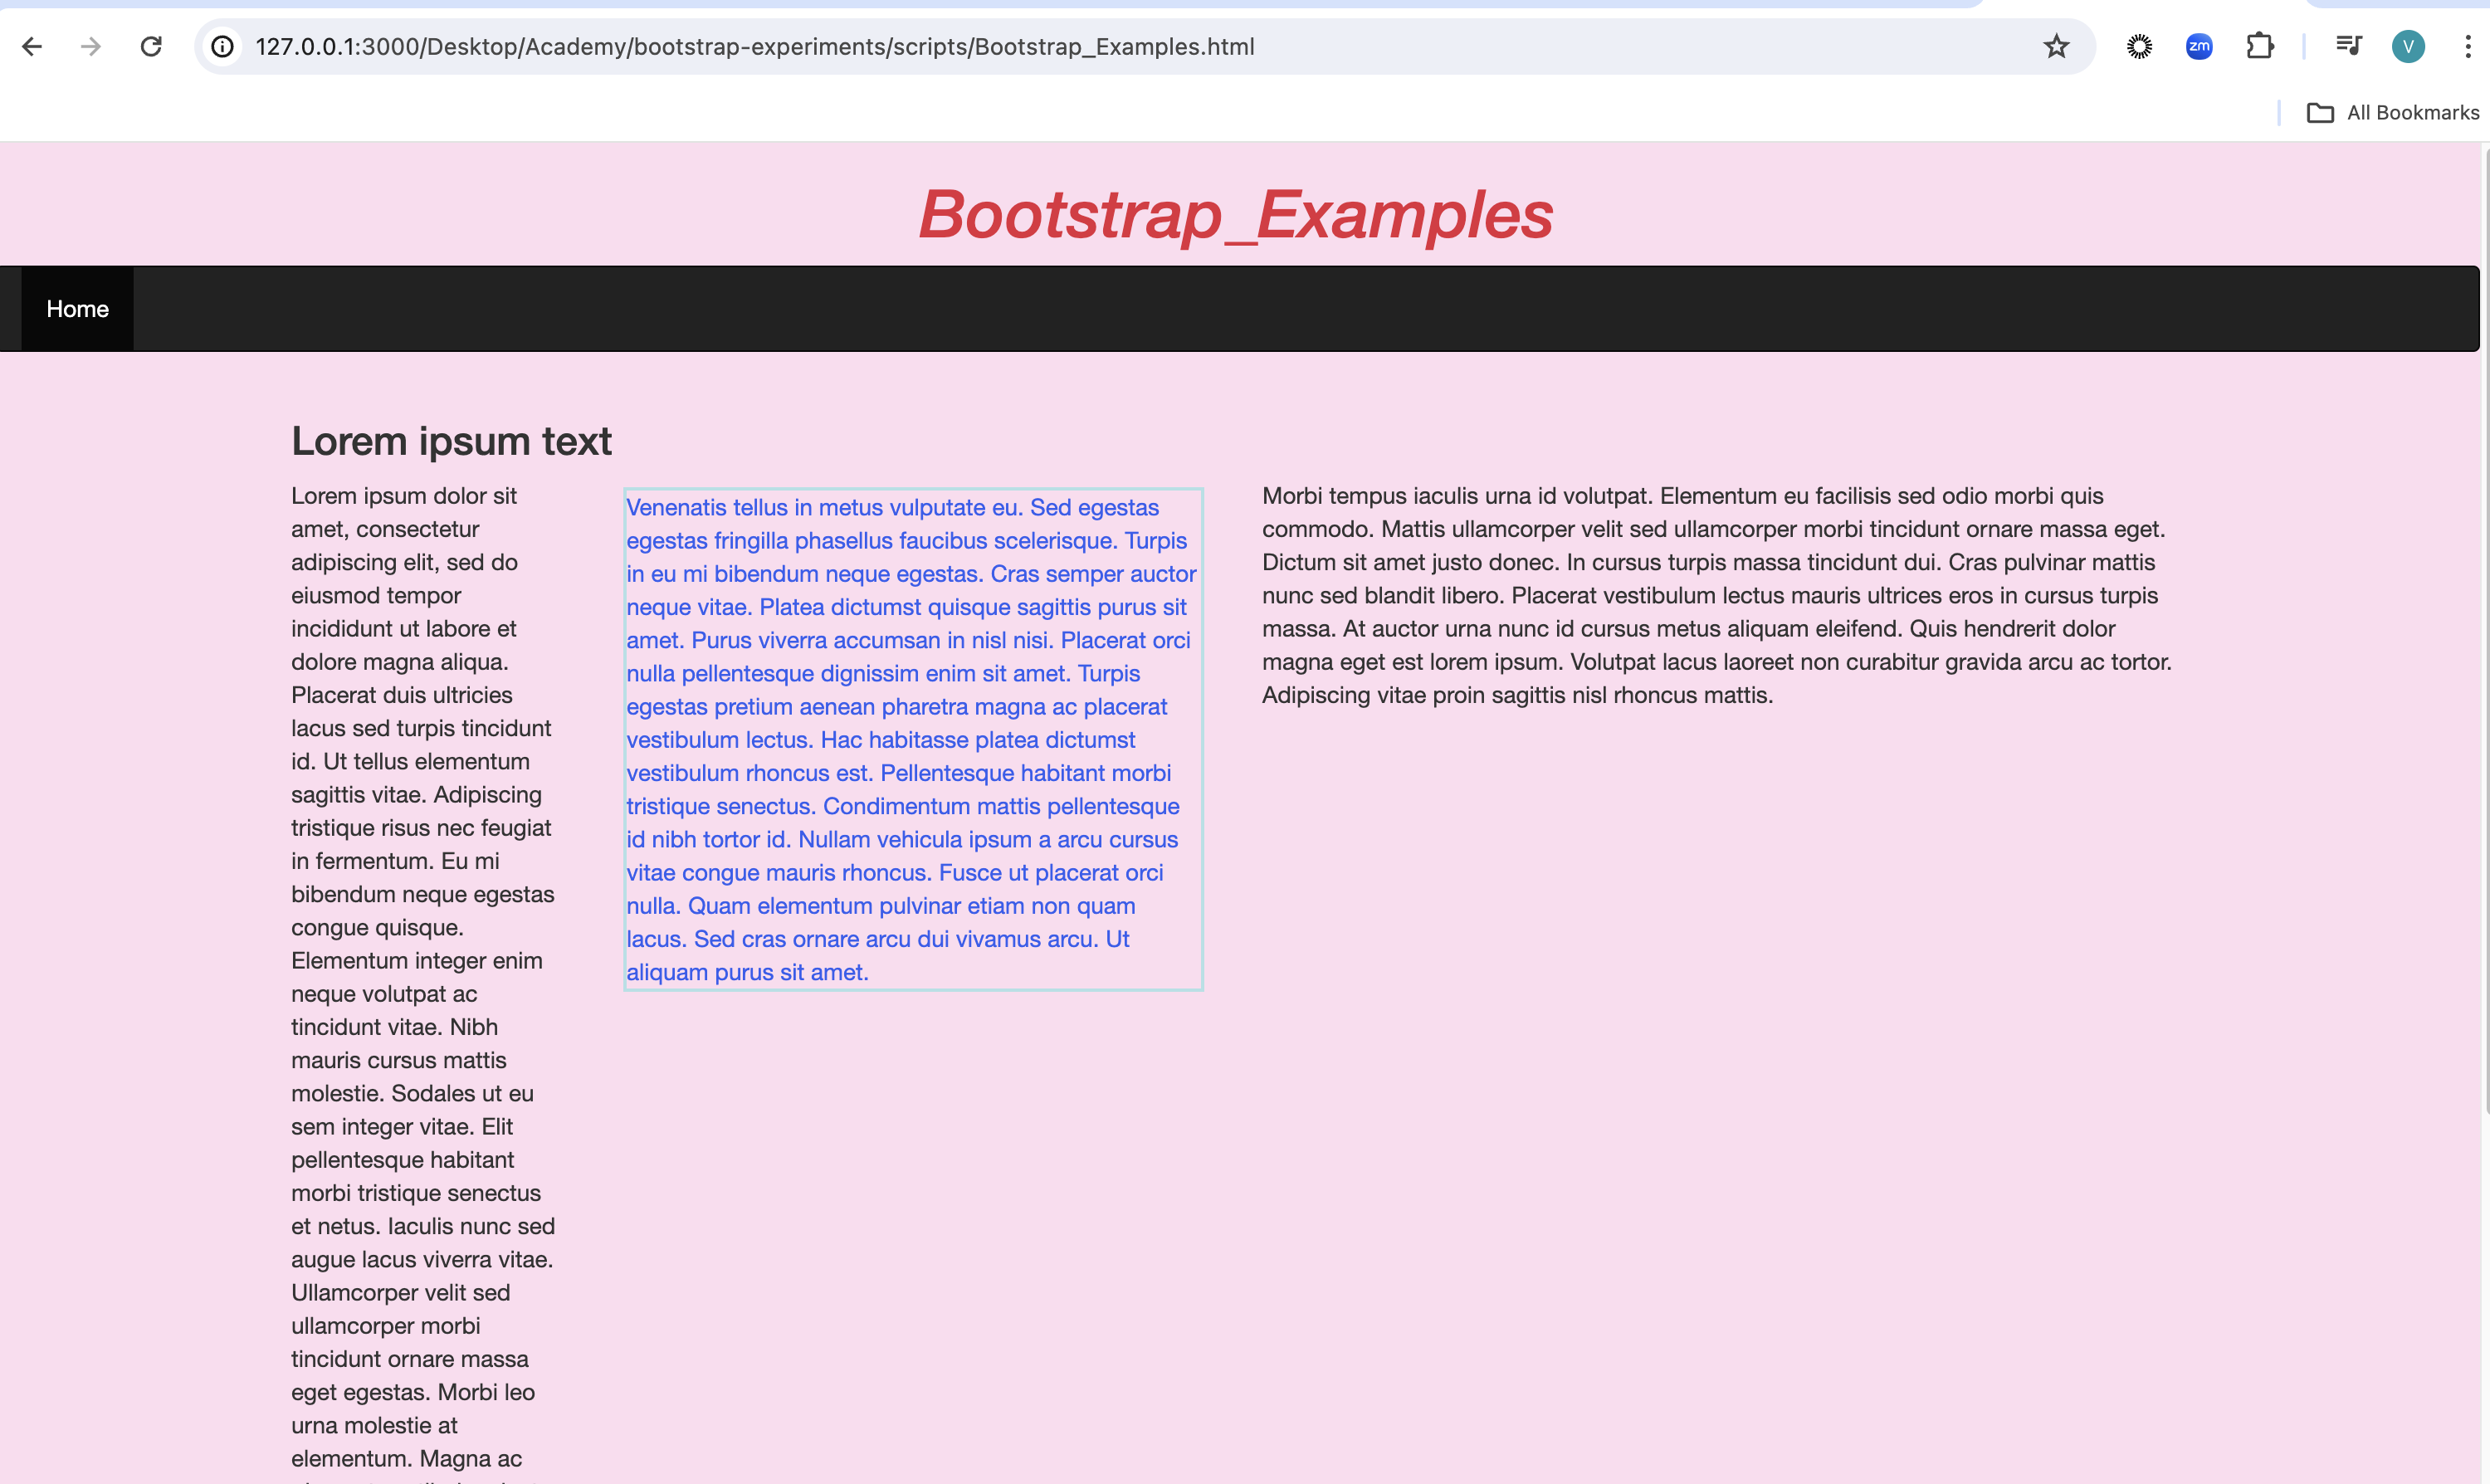 127.0.0.1:3000/Desktop/Academy/bootstrap-experiments/scripts/Bootstrap_Examples.html
zm
V
All Bookmarks
Bootstrap_Examples
Home
Lorem ipsum text
Lorem ipsum dolor sit
amet, consectetur
adipiscing elit, sed do
eiusmod tempor
incididunt ut labore et
dolore magna aliqua.
Placerat duis ultricies
lacus sed turpis tincidunt
id. Ut tellus elementum
sagittis vitae. Adipiscing
tristique risus nec feugiat
in fermentum. Eu mi
bibendum neque egestas
congue quisque.
Elementum integer enim
neque volutpat ac
tincidunt vitae. Nibh
mauris cursus mattis
molestie. Sodales ut eu
sem integer vitae. Elit
pellentesque habitant
morbi tristique senectus
et netus. Iaculis nunc sed
augue lacus viverra vitae.
Ullamcorper velit sed
ullamcorper morbi
tincidunt ornare massa
eget egestas. Morbi leo
urna molestie at
elementum. Magna ac
Venenatis tellus in metus vulputate eu. Sed egestas
egestas fringilla phasellus faucibus scelerisque. Turpis
in eu mi bibendum neque egestas. Cras semper auctor
neque vitae. Platea dictumst quisque sagittis purus sit
amet. Purus viverra accumsan in nisl nisi. Placerat orci
nulla pellentesque dignissim enim sit amet. Turpis
egestas pretium aenean pharetra magna ac placerat
vestibulum lectus. Hac habitasse platea dictumst
vestibulum rhoncus est. Pellentesque habitant morbi
tristique senectus. Condimentum mattis pellentesque
id nibh tortor id. Nullam vehicula ipsum a arcu cursus
vitae congue mauris rhoncus. Fusce ut placerat orci
nulla. Quam elementum pulvinar etiam non quam
lacus. Sed cras ornare arcu dui vivamus arcu. Ut
aliquam purus sit amet.
Morbi tempus iaculis urna id volutpat. Elementum eu facilisis sed odio morbi quis
commodo. Mattis ullamcorper velit sed ullamcorper morbi tincidunt ornare massa eget.
Dictum sit amet justo donec. In cursus turpis massa tincidunt dui. Cras pulvinar mattis
nunc sed blandit libero. Placerat vestibulum lectus mauris ultrices eros in cursus turpis
massa. At auctor urna nunc id cursus metus aliquam eleifend. Quis hendrerit dolor
magna eget est lorem ipsum. Volutpat lacus laoreet non curabitur gravida arcu ac tortor.
Adipiscing vitae proin sagittis nisl rhoncus mattis.